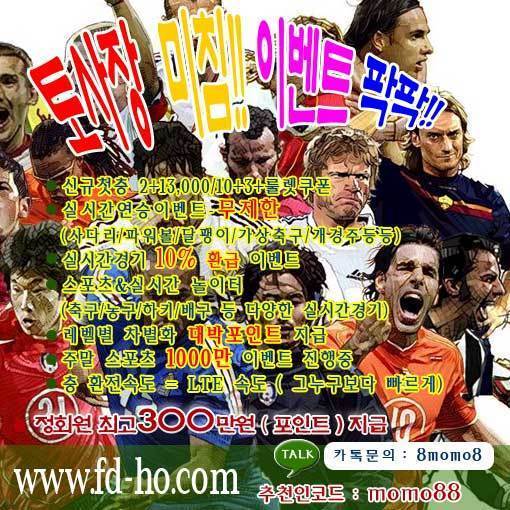 토사장 미침!!! 이벤트 팍팍!!
신규첫충 2+13,000/10+3+룰렛쿠폰
실시간연승이벤트 무제한
(사다리/파워볼/달팽이/가상축구/개경주등등)
실시간경기 10% 환급 이벤트
스포츠&실시간 놀이터
(축구/농구/하키/배구 등 다양한 실시간경기)
레벨별 차별화 대박포인트 지급
주말 스포츠 1000만 이벤트 진행중
충 환전속도 = LTE 속도 ( 그누구보다 빠르게)
정회원 최고300만원 ( 포인트 ) 지급
TALK 카톡문의 : 8momo8
www.fd-ho.com 추천인코드 : momo88